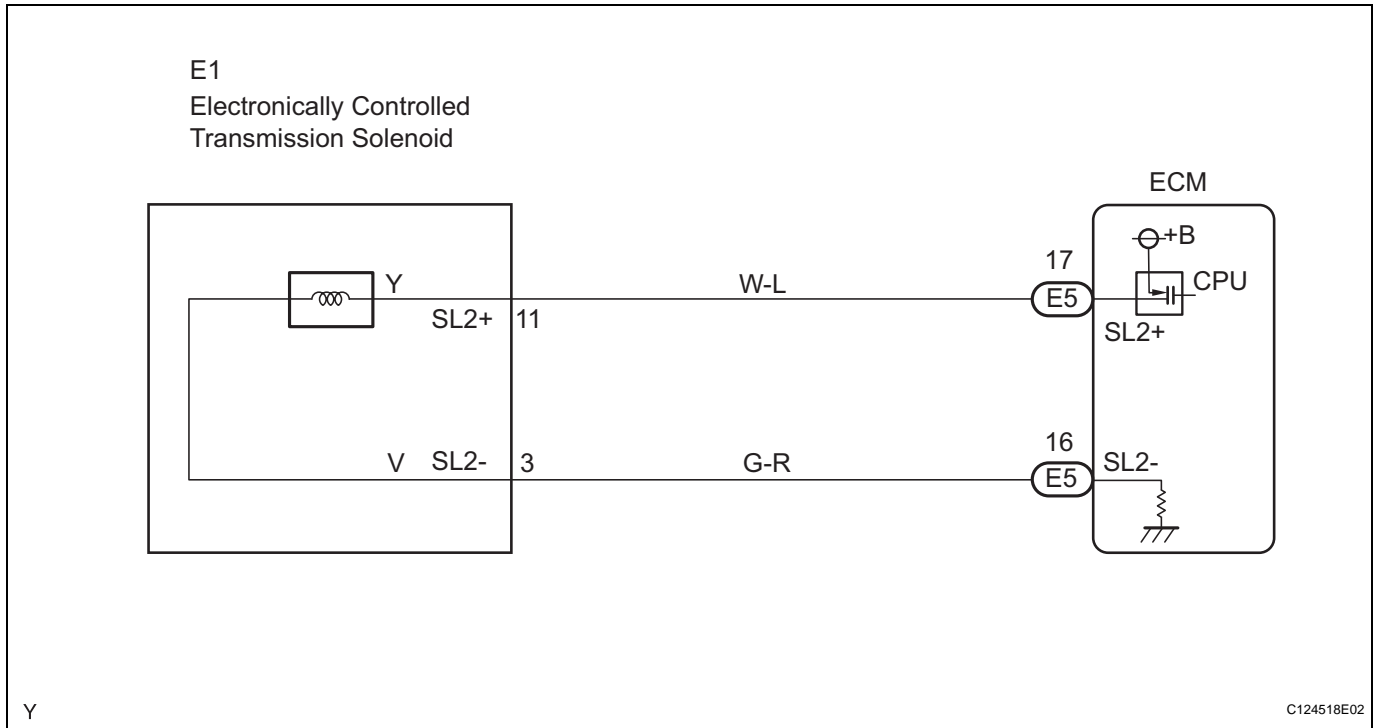 E1
Electronically Controlled
Transmission Solenoid
ECM
+B
17
Y
W-L
E5
CPU
SL2+
11
SL2+
16
V
SL2-
3
G-R
E5
SL2-
Y
C124518E02